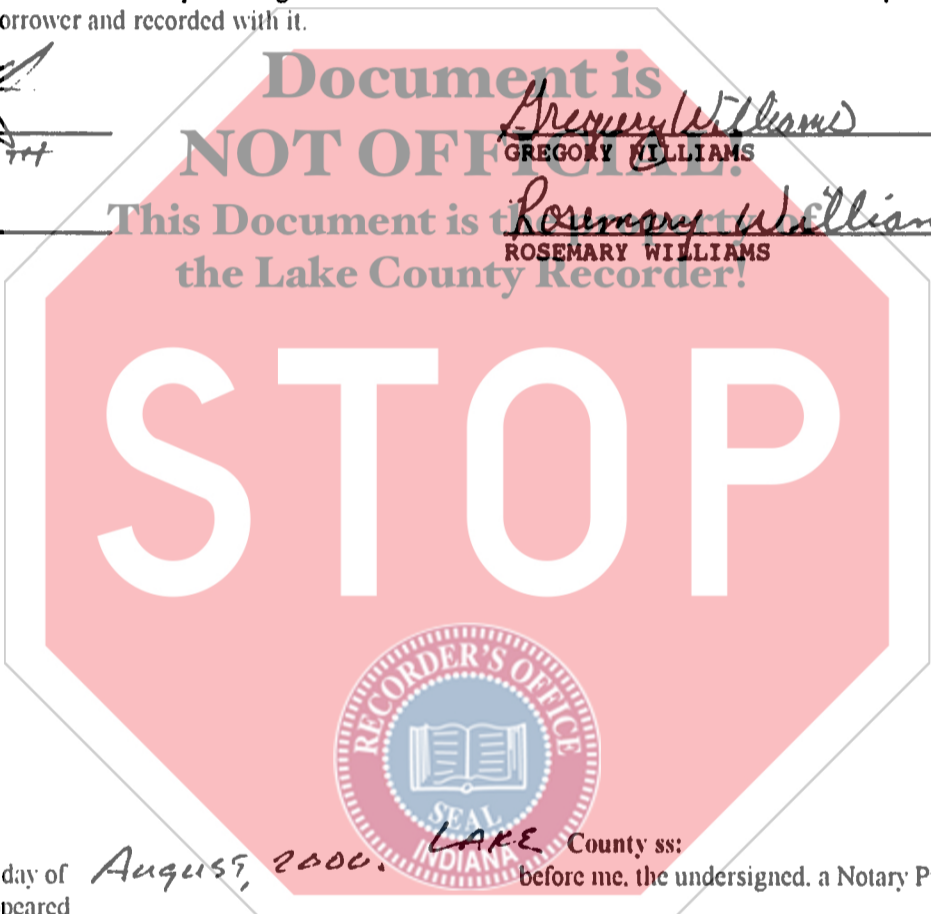 orrower and recorded with it.
Document is
NOT OFFICIAL!
This Document is the property of
the Lake County Recorder!
Gregory Williams
GREGORY WILLIAMS
Rosemary William
ROSEMARY WILLIAMS
STOP
RECORDER'S OFFICE
SEAL
INDIANA
LAKE County ss:
day of August, 2000. before me, the undersigned, a Notary P
peared